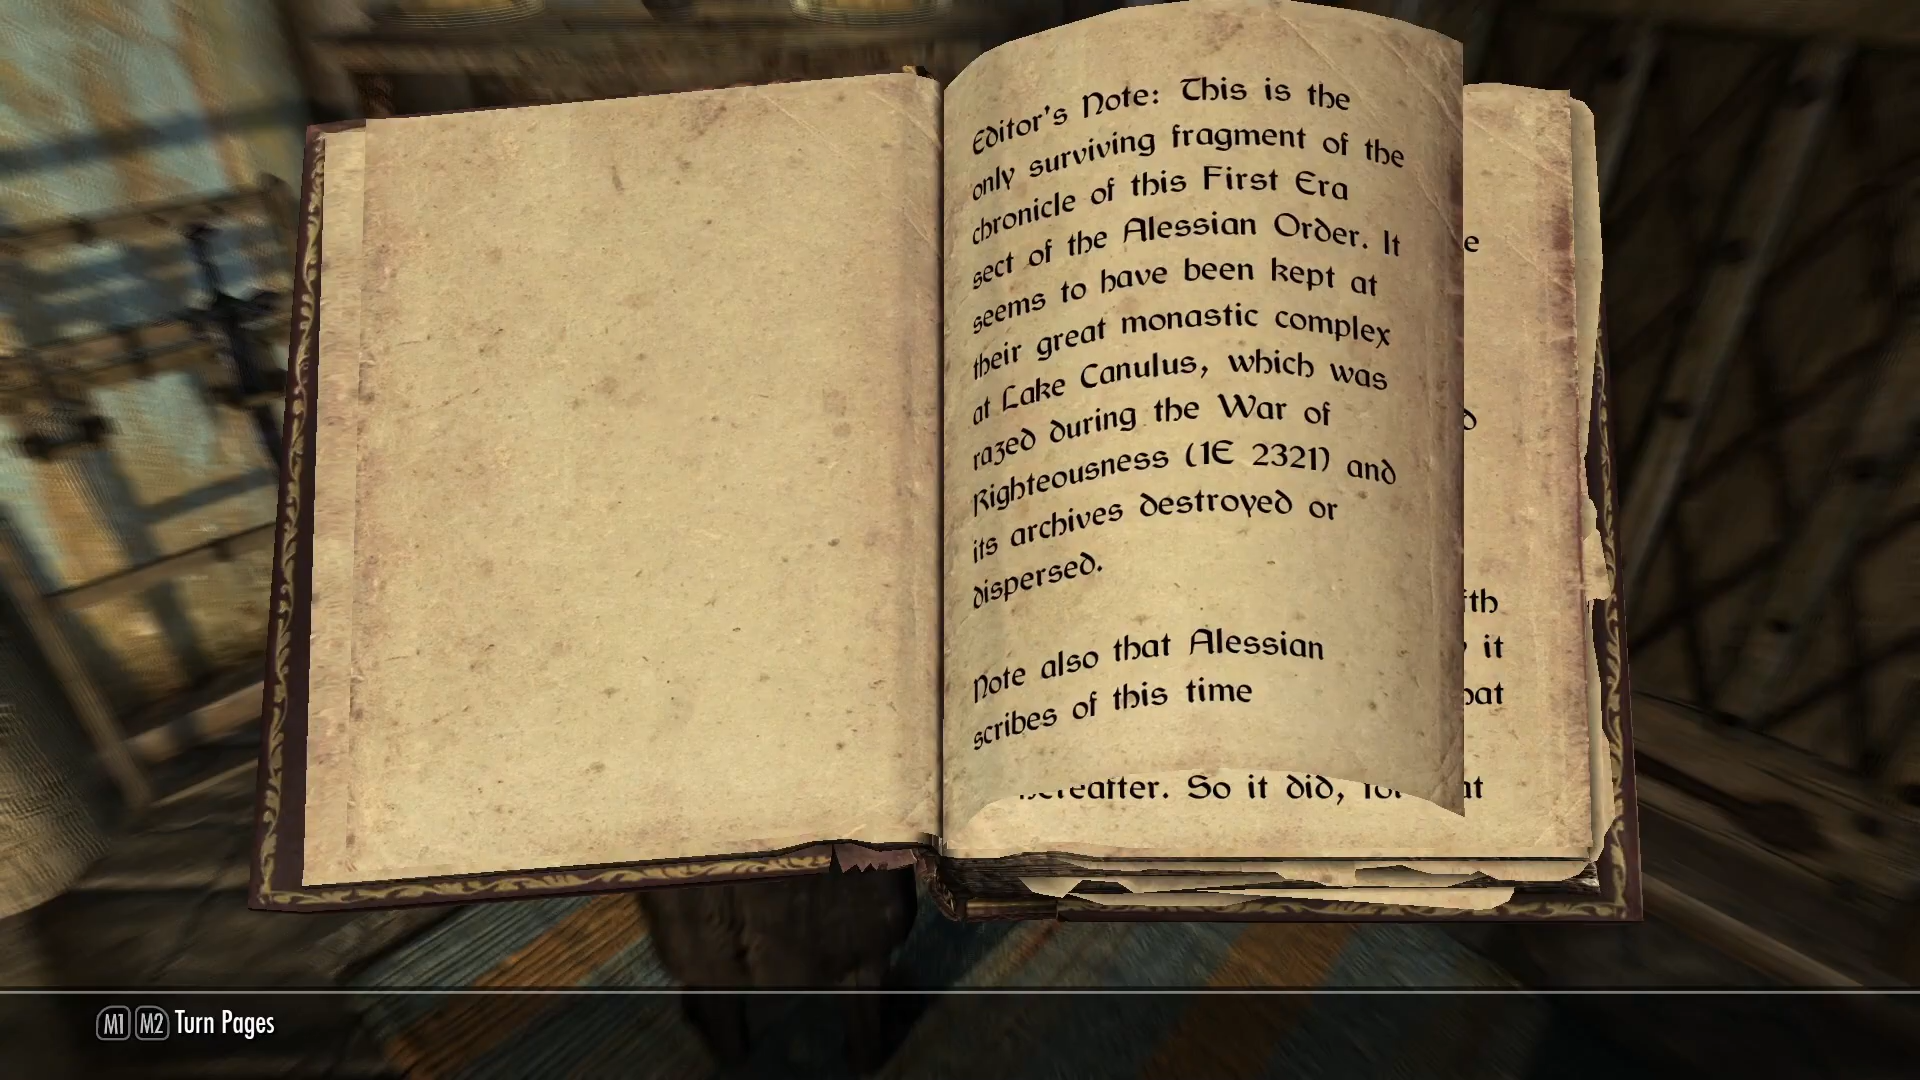 Editor's Note: This is the
only surviving fragment of the
chronicle of this First Era
sect of the Alessian Order. It
seems to have been kept at
their great monastic complex
at Lake Canulus, which was
razed during the War of
Righteousness (1E 2321) and
its archives destroyed or
dispersed.
Note also that Alessian
scribes of this time
it
So it did,
M1 M2 Turn Pages